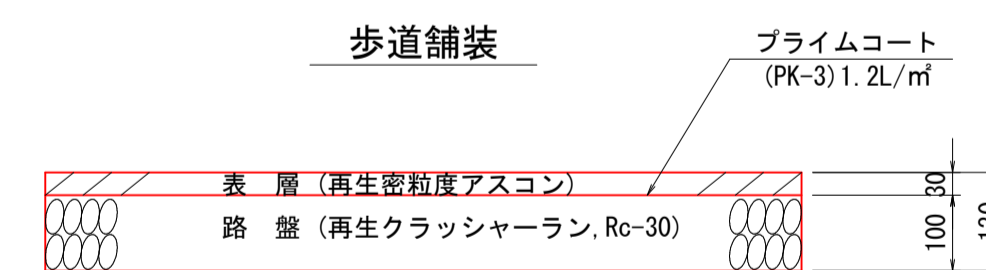 歩道舗装
プライムコート
(PK-3)1.2L/㎡
表 層 (再生密粒度アスコン)
路 盤 (再生クラッシャーラン,Rc-30)
30
100